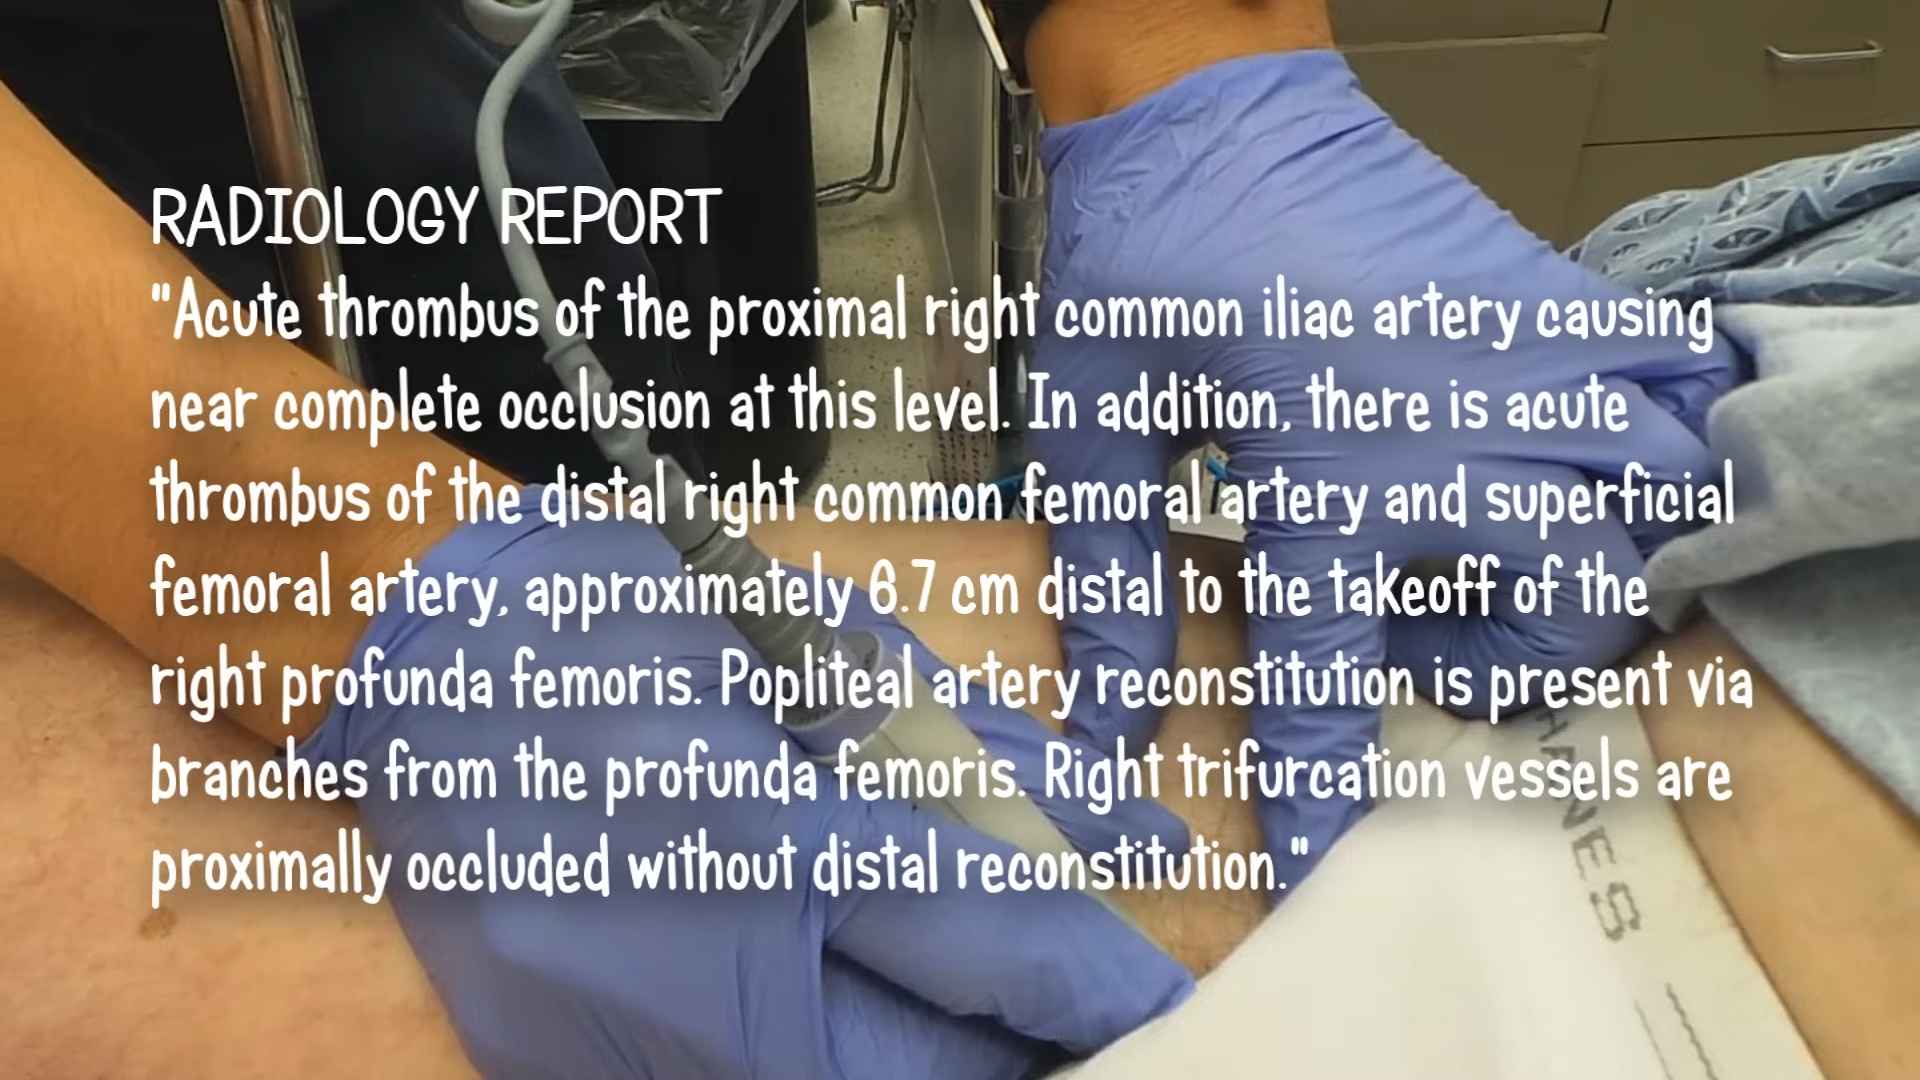 RADIOLOGY REPORT
"Acute thrombus of the proximal right common iliac artery causing
near complete occlusion at this level. In addition, there is acute
thrombus of the distal right common femoral artery and superficial
femoral artery, approximately 6.7 cm distal to the takeoff of the
right profunda femoris. Popliteal artery reconstitution is present via
branches from the profunda femoris. Right trifurcation vessels are
proximally occluded without distal reconstitution."